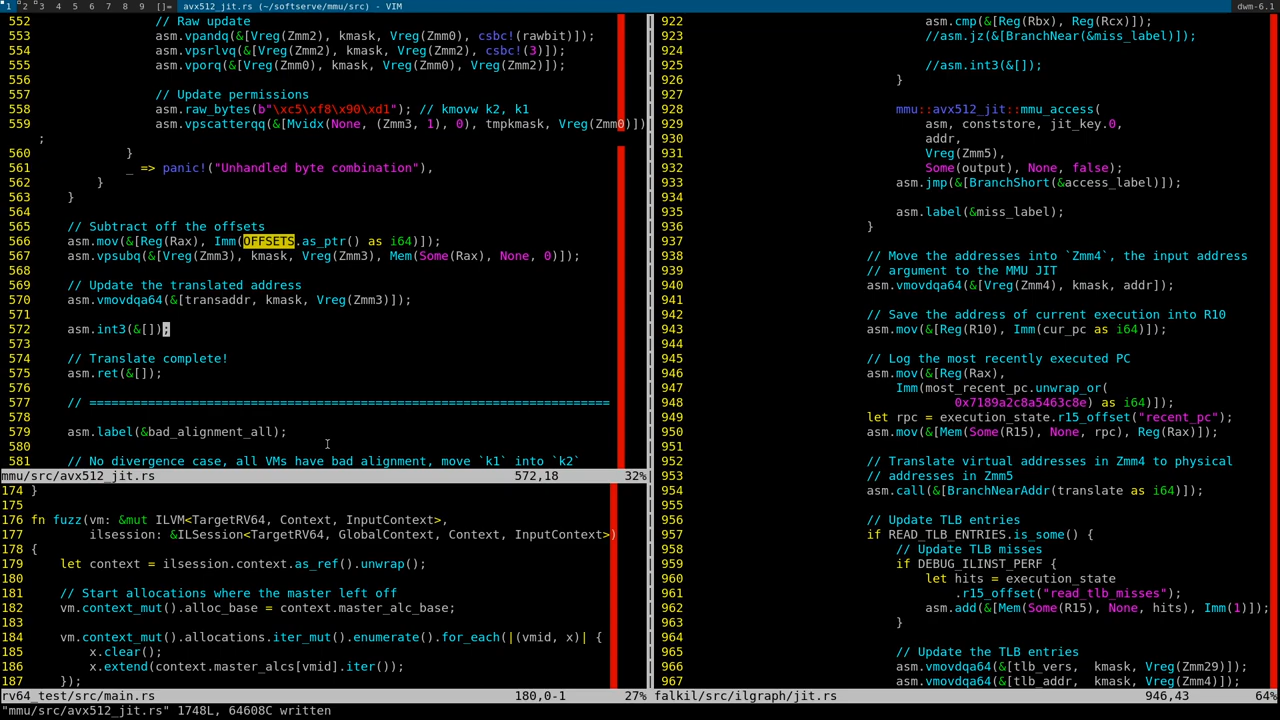 1 2 3 4 5 6 7 8 9 []= avx512_jit.rs (~/softserve/mmu/src) - VIM dwm-6.1
552 // Raw update
553 asm.vpandq(&[Vreg(Zmm2), kmask, Vreg(Zmm0), csbc!(rawbit)]);
554 asm.vpsrlvq(&[Vreg(Zmm2), kmask, Vreg(Zmm2), csbc!(3)]);
555 asm.vporq(&[Vreg(Zmm0), kmask, Vreg(Zmm0), Vreg(Zmm2)]);
556
557 // Update permissions
558 asm.raw_bytes(b"\xc5\xf8\x90\xd1"); // kmovw k2, k1
559 asm.vpscatterqq(&[Mvidx(None, (Zmm3, 1), 0), tmpkmask, Vreg(Zmm0)])
;
560 }
561 _ => panic!("Unhandled byte combination"),
562 }
563 }
564
565 // Subtract off the offsets
566 asm.mov(&[Reg(Rax), Imm(OFFSETS.as_ptr() as i64)]);
567 asm.vpsubq(&[Vreg(Zmm3), kmask, Vreg(Zmm3), Mem(Some(Rax), None, 0)]);
568
569 // Update the translated address
570 asm.vmovdqa64(&[transaddr, kmask, Vreg(Zmm3)]);
571
572 asm.int3(&[]);
573
574 // Translate complete!
575 asm.ret(&[]);
576
577 // ==============================================================
578
579 asm.label(&bad_alignment_all);
580
581 // No divergence case, all VMs have bad alignment, move `k1` into `k2`
mmu/src/avx512_jit.rs 572,18 32%
174 }
175
176 fn fuzz(vm: &mut ILVM<TargetRV64, Context, InputContext>,
177 ilsession: &ILSession<TargetRV64, GlobalContext, Context, InputContext>)
178 {
179 let context = ilsession.context.as_ref().unwrap();
180
181 // Start allocations where the master left off
182 vm.context_mut().alloc_base = context.master_alc_base;
183
184 vm.context_mut().allocations.iter_mut().enumerate().for_each(|(vmid, x)| {
185 x.clear();
186 x.extend(context.master_alcs[vmid].iter());
187 });
rv64_test/src/main.rs 180,0-1 27%
922 asm.cmp(&[Reg(Rbx), Reg(Rcx)]);
923 //asm.jz(&[BranchNear(&miss_label)]);
924
925 //asm.int3(&[]);
926 }
927
928 mmu::avx512_jit::mmu_access(
929 asm, conststore, jit_key.0,
930 addr,
931 Vreg(Zmm5),
932 Some(output), None, false);
933 asm.jmp(&[BranchShort(&access_label)]);
934
935 asm.label(&miss_label);
936 }
937
938 // Move the addresses into `Zmm4`, the input address
939 // argument to the MMU JIT
940 asm.vmovdqa64(&[Vreg(Zmm4), kmask, addr]);
941
942 // Save the address of current execution into R10
943 asm.mov(&[Reg(R10), Imm(cur_pc as i64)]);
944
945 // Log the most recently executed PC
946 asm.mov(&[Reg(Rax),
947 Imm(most_recent_pc.unwrap_or(
948 0x7189a2c8a5463c8e) as i64)]);
949 let rpc = execution_state.r15_offset("recent_pc");
950 asm.mov(&[Mem(Some(R15), None, rpc), Reg(Rax)]);
951
952 // Translate virtual addresses in Zmm4 to physical
953 // addresses in Zmm5
954 asm.call(&[BranchNearAddr(translate as i64)]);
955
956 // Update TLB entries
957 if READ_TLB_ENTRIES.is_some() {
958 // Update TLB misses
959 if DEBUG_ILINST_PERF {
960 let hits = execution_state
961 .r15_offset("read_tlb_misses");
962 asm.add(&[Mem(Some(R15), None, hits), Imm(1)]);
963 }
964
965 // Update the TLB entries
966 asm.vmovdqa64(&[tlb_vers, kmask, Vreg(Zmm29)]);
967 asm.vmovdqa64(&[tlb_addr, kmask, Vreg(Zmm4)]);
falkil/src/ilgraph/jit.rs 946,43 64%
"mmu/src/avx512_jit.rs" 1748L, 64608C written